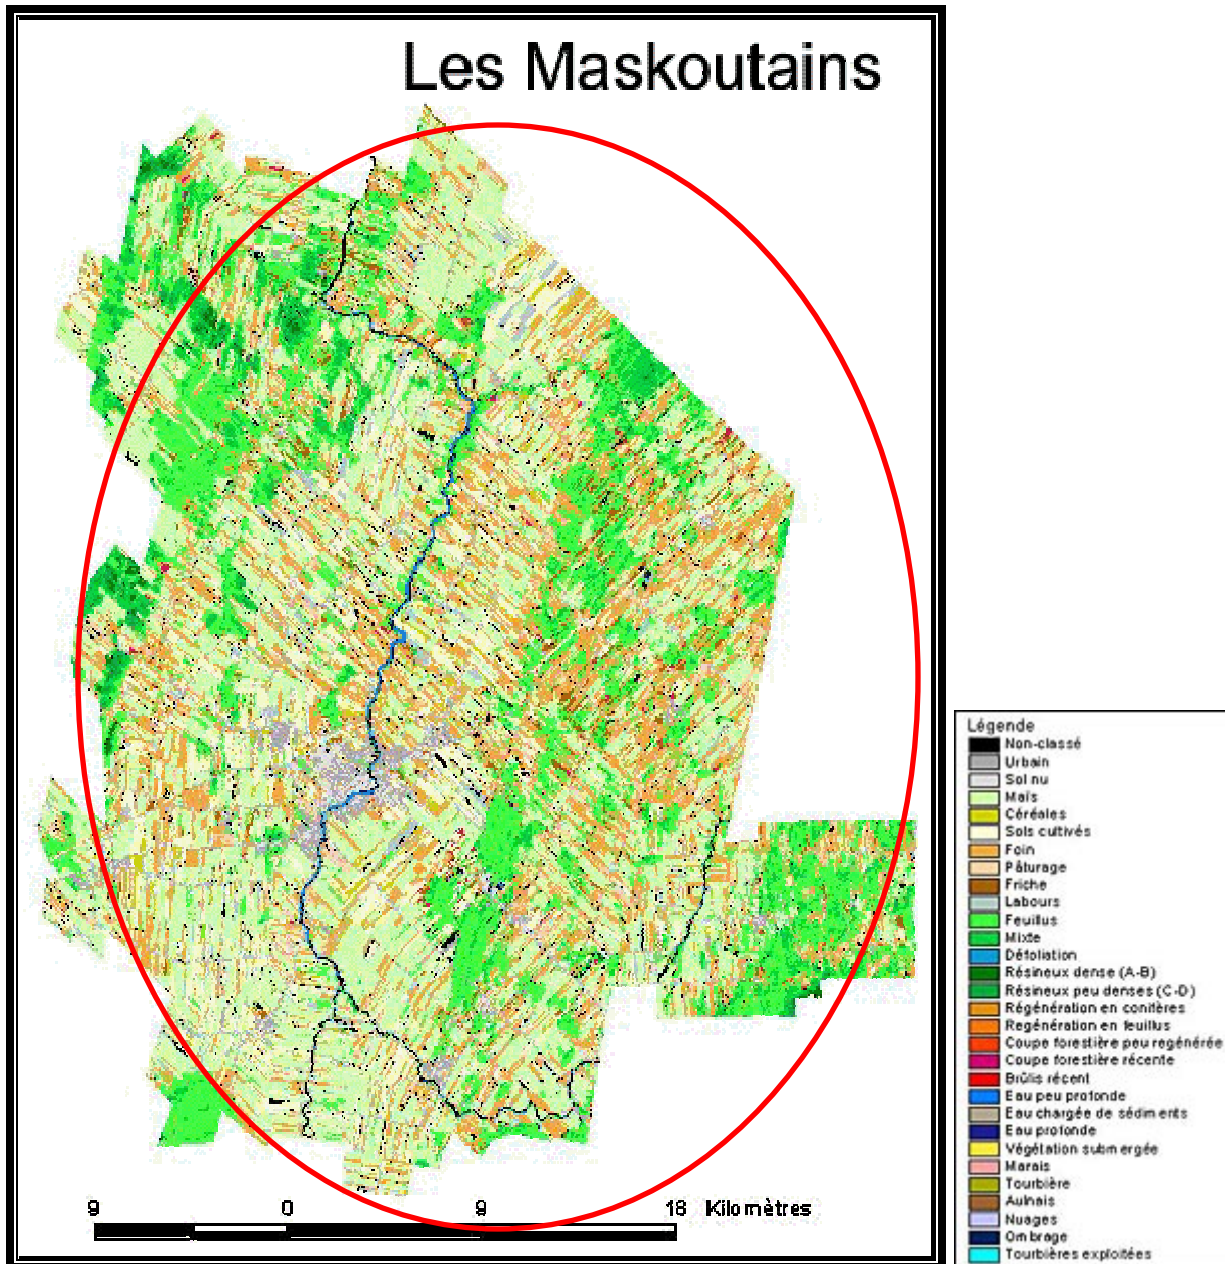 Les Maskoutains
9 0 9 18 Kilomètres
Légende
Non-classé
Urbain
Sol nu
Maïs
Céréales
Sols cultivés
Foin
Pâturage
Friche
Labours
Feuillus
Mixte
Défoliation
Résineux dense (A-B)
Résineux peu denses (C-D)
Régénération en conifères
Regénération en feuillus
Coupe forestière peu regénérée
Coupe forestière récente
Brûlis récent
Eau peu profonde
Eau chargée de sédiments
Eau profonde
Végétation submergée
Marais
Tourbière
Aulnais
Nuages
Ombrage
Tourbières exploitées